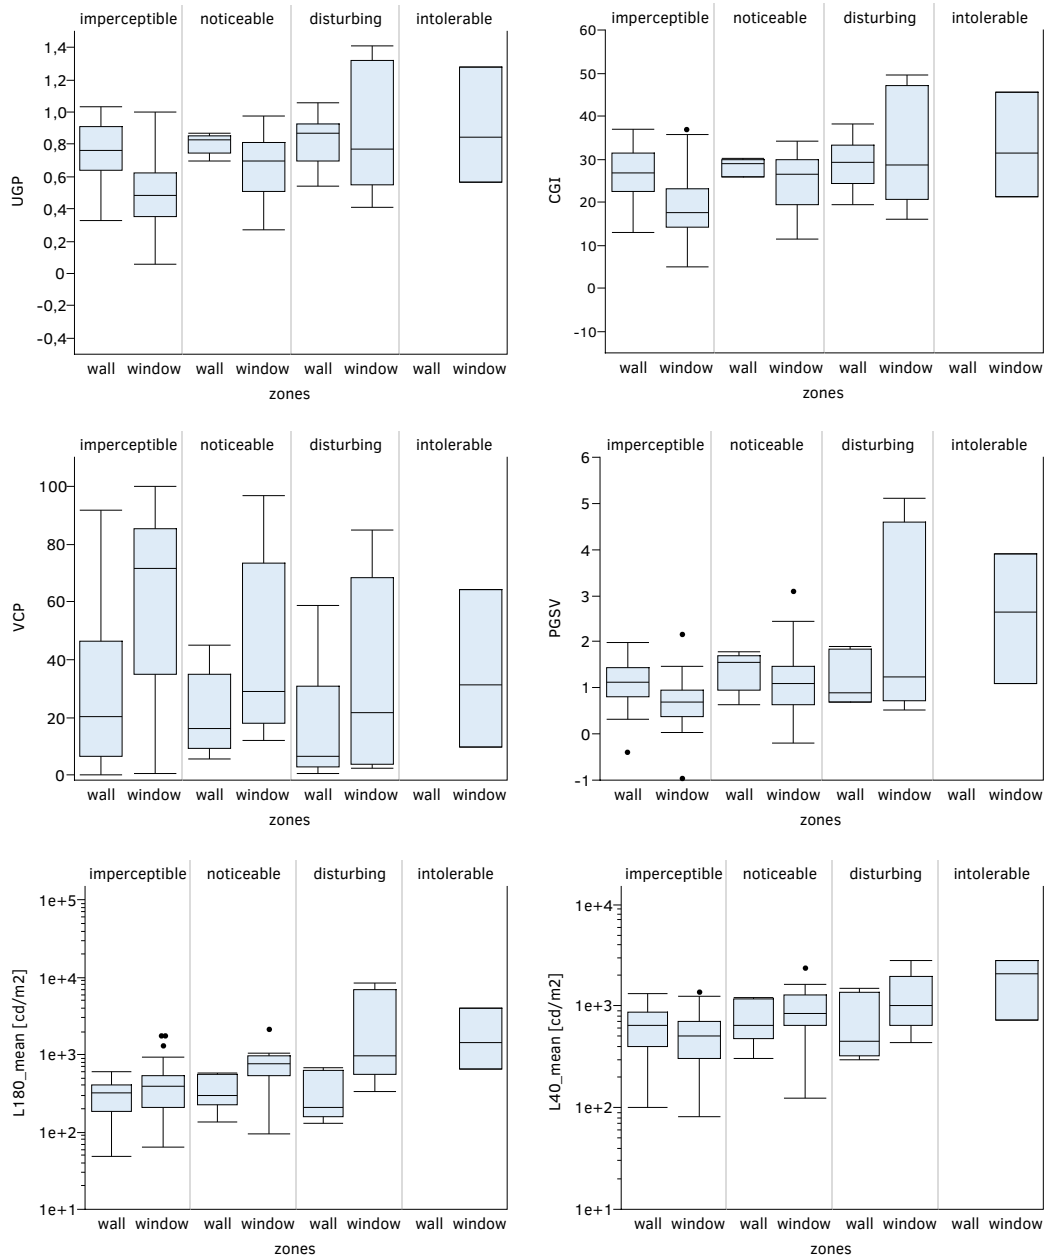 imperceptible noticeable disturbing intolerable
1,4
1,2
1,0
0,8
0,6
0,4
0,2
0
-0,2
-0,4
UGP
wall window wall window wall window wall window
zones
imperceptible noticeable disturbing intolerable
60
50
40
30
20
10
0
-10
CGI
wall window wall window wall window wall window
zones
imperceptible noticeable disturbing intolerable
100
80
60
40
20
0
VCP
wall window wall window wall window wall window
zones
imperceptible noticeable disturbing intolerable
6
5
4
3
2
1
0
-1
PGSV
wall window wall window wall window wall window
zones
imperceptible noticeable disturbing intolerable
1e+5
1e+4
1e+3
1e+2
1e+1
L180_mean [cd/m2]
wall window wall window wall window wall window
zones
imperceptible noticeable disturbing intolerable
1e+4
1e+3
1e+2
1e+1
L40_mean [cd/m2]
wall window wall window wall window wall window
zones